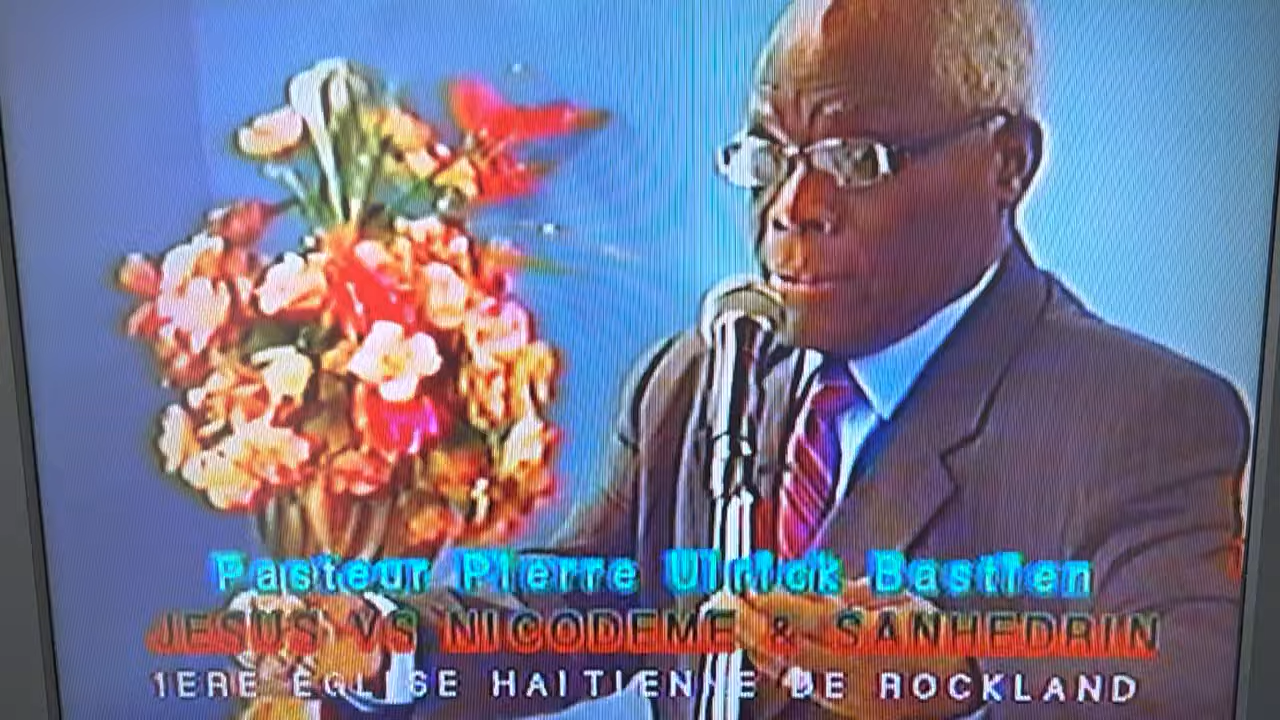 Pasteur Pierre Ulrick Bastien
JESUS VS NICODEME & SANHEDRIN
1ERE EGLISE HAITIENNE DE ROCKLAND